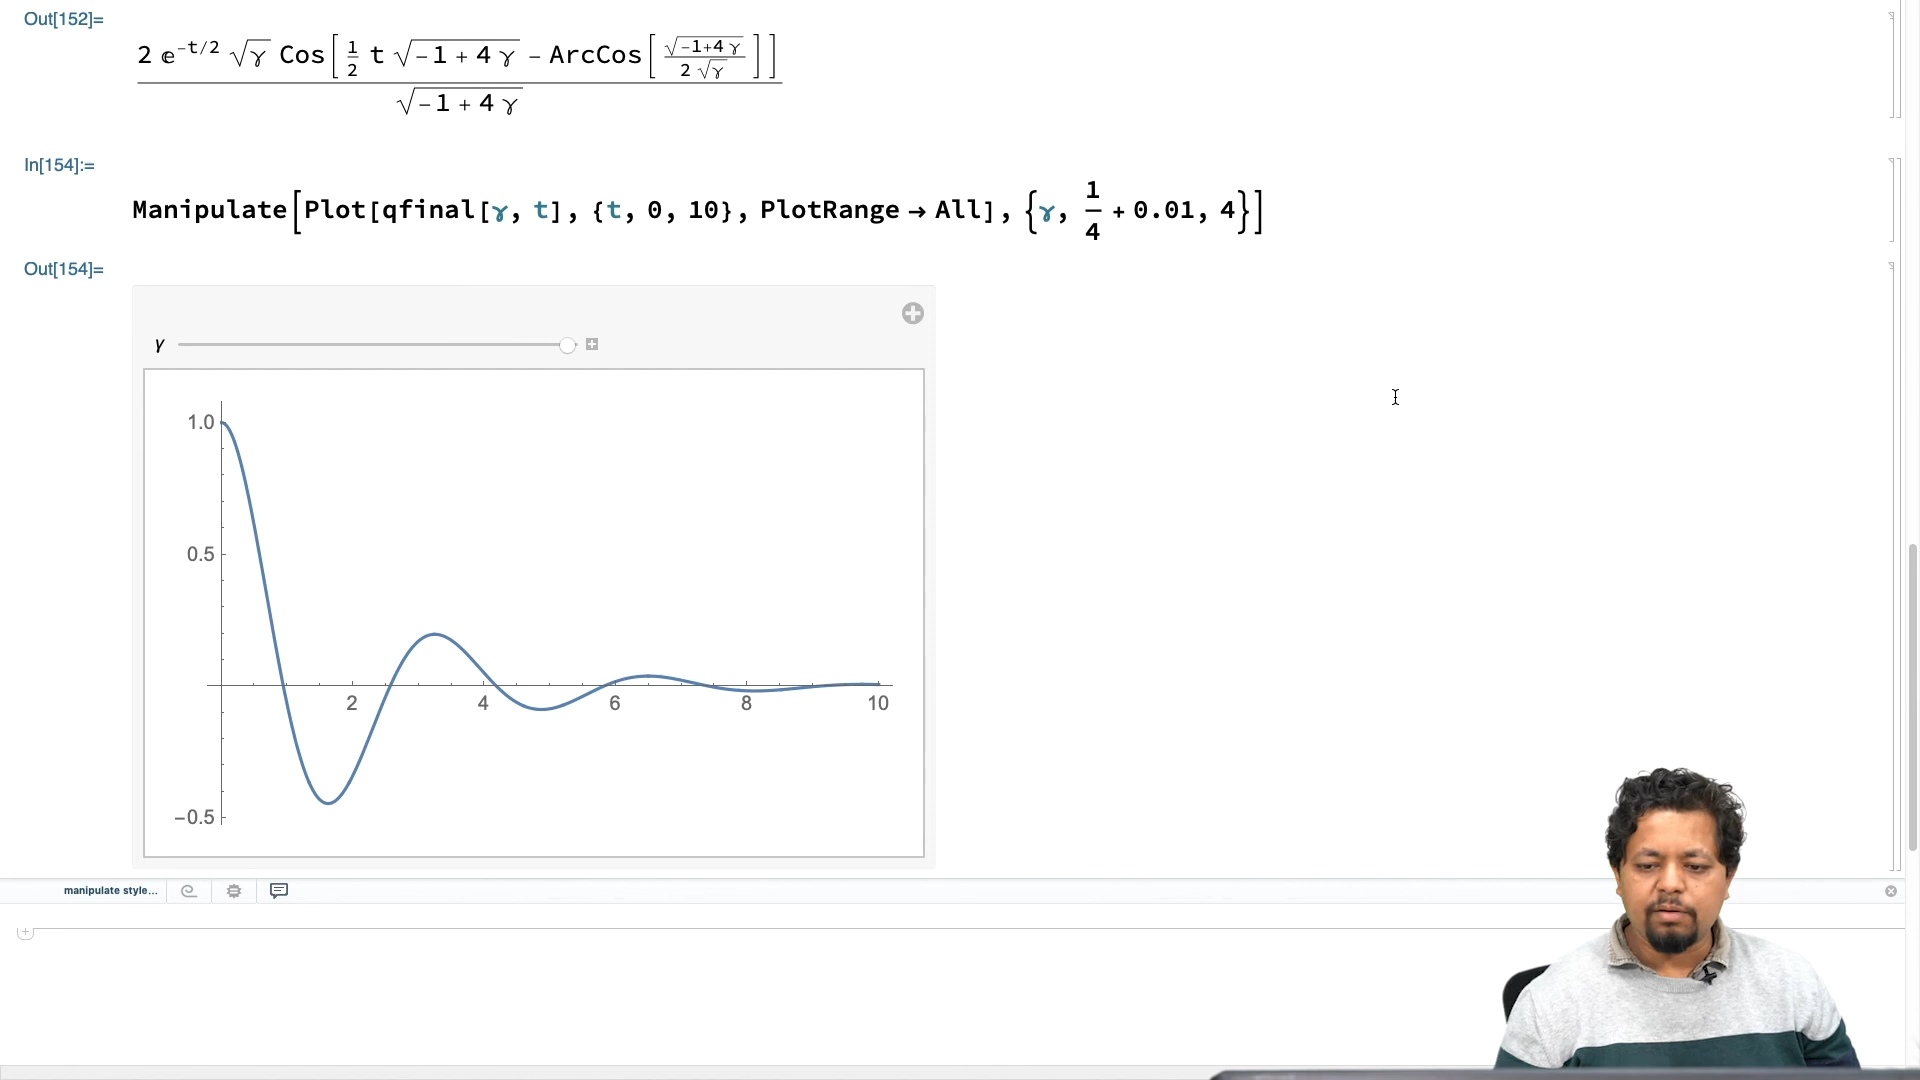 Out[152]=
2 e^(-t/2) √γ Cos[1/2 t √(-1 + 4 γ) - ArcCos[√(-1+4 γ)/(2 √γ)]]
√(-1 + 4 γ)
In[154]:=
Manipulate[Plot[qfinal[γ, t], {t, 0, 10}, PlotRange → All], {γ, 1/4 + 0.01, 4}]
Out[154]=
γ
1.0
0.5
2 4 6 8 10
-0.5
manipulate style...